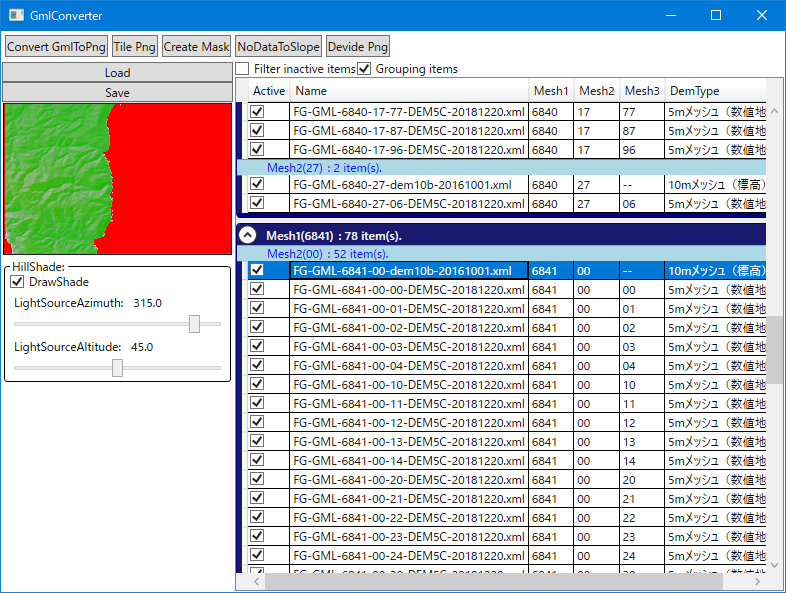 GmlConverter
Convert GmlToPng Tile Png Create Mask NoDataToSlope Devide Png
Load
Save
HillShade:
DrawShade
LightSourceAzimuth: 315.0
LightSourceAltitude: 45.0
Filter inactive items Grouping items
Active Name Mesh1 Mesh2 Mesh3 DemType
FG-GML-6840-17-77-DEM5C-20181220.xml 6840 17 77 5mメッシュ（数値地
FG-GML-6840-17-87-DEM5C-20181220.xml 6840 17 87 5mメッシュ（数値地
FG-GML-6840-17-96-DEM5C-20181220.xml 6840 17 96 5mメッシュ（数値地
Mesh2(27) : 2 item(s).
FG-GML-6840-27-dem10b-20161001.xml 6840 27 -- 10mメッシュ（標高）
FG-GML-6840-27-06-DEM5C-20181220.xml 6840 27 06 5mメッシュ（数値地
Mesh1(6841) : 78 item(s).
Mesh2(00) : 52 item(s).
FG-GML-6841-00-dem10b-20161001.xml 6841 00 -- 10mメッシュ（標高）
FG-GML-6841-00-00-DEM5C-20181220.xml 6841 00 00 5mメッシュ（数値地
FG-GML-6841-00-01-DEM5C-20181220.xml 6841 00 01 5mメッシュ（数値地
FG-GML-6841-00-02-DEM5C-20181220.xml 6841 00 02 5mメッシュ（数値地
FG-GML-6841-00-03-DEM5C-20181220.xml 6841 00 03 5mメッシュ（数値地
FG-GML-6841-00-04-DEM5C-20181220.xml 6841 00 04 5mメッシュ（数値地
FG-GML-6841-00-10-DEM5C-20181220.xml 6841 00 10 5mメッシュ（数値地
FG-GML-6841-00-11-DEM5C-20181220.xml 6841 00 11 5mメッシュ（数値地
FG-GML-6841-00-12-DEM5C-20181220.xml 6841 00 12 5mメッシュ（数値地
FG-GML-6841-00-13-DEM5C-20181220.xml 6841 00 13 5mメッシュ（数値地
FG-GML-6841-00-14-DEM5C-20181220.xml 6841 00 14 5mメッシュ（数値地
FG-GML-6841-00-20-DEM5C-20181220.xml 6841 00 20 5mメッシュ（数値地
FG-GML-6841-00-21-DEM5C-20181220.xml 6841 00 21 5mメッシュ（数値地
FG-GML-6841-00-22-DEM5C-20181220.xml 6841 00 22 5mメッシュ（数値地
FG-GML-6841-00-23-DEM5C-20181220.xml 6841 00 23 5mメッシュ（数値地
FG-GML-6841-00-24-DEM5C-20181220.xml 6841 00 24 5mメッシュ（数値地